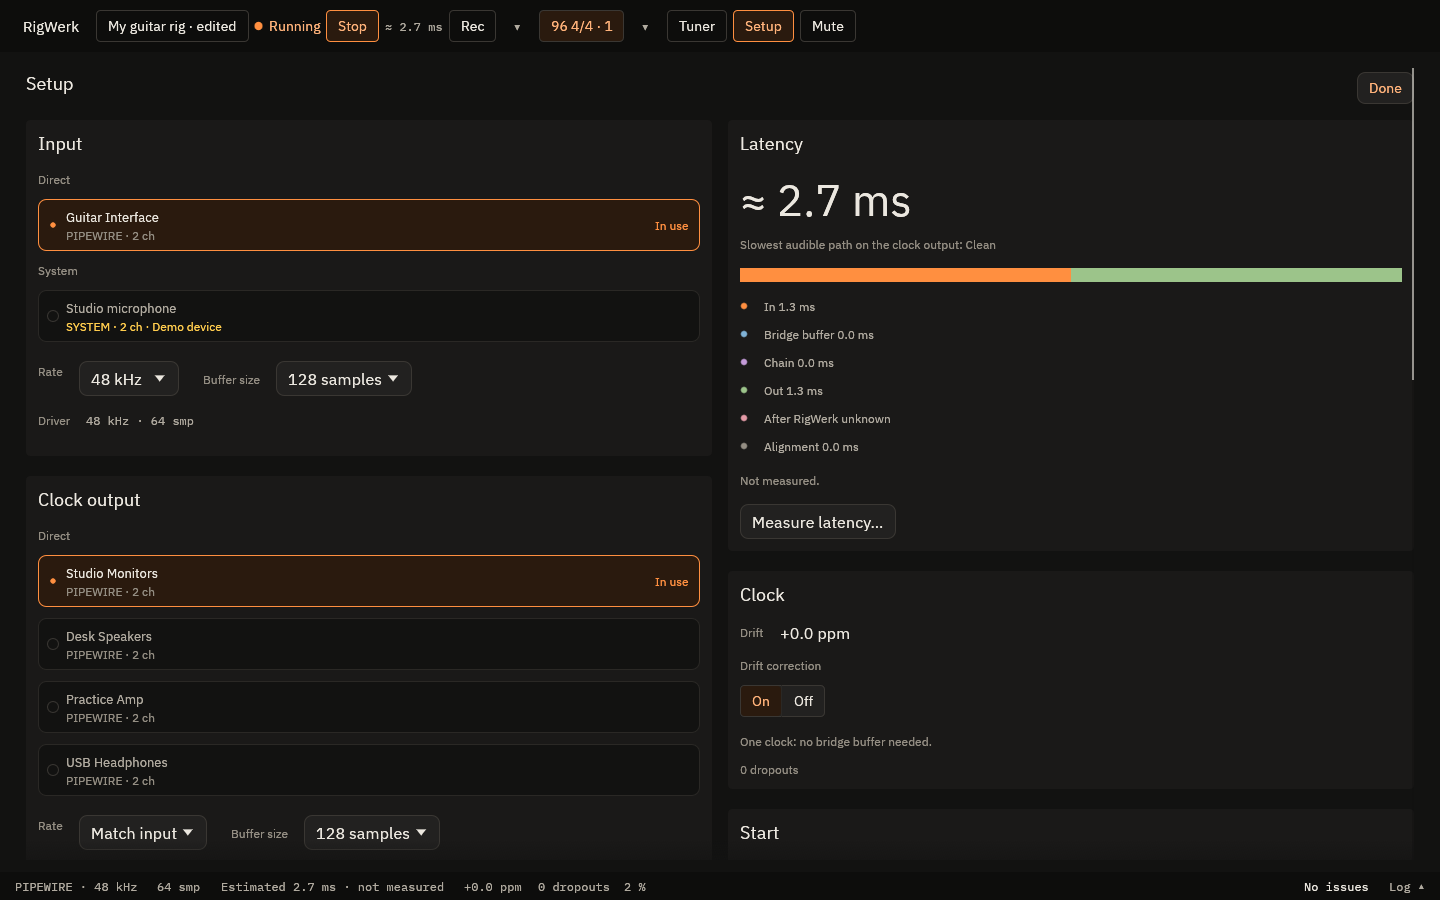 RigWerk
My guitar rig · edited
Running
Stop
≈ 2.7 ms
Rec
▼
96 4/4 · 1
▼
Tuner
Setup
Mute
Setup
Done
Input
Direct
Guitar Interface
PIPEWIRE · 2 ch
In use
System
Studio microphone
SYSTEM · 2 ch · Demo device
Rate
48 kHz
Buffer size
128 samples
Driver
48 kHz · 64 smp
Clock output
Direct
Studio Monitors
PIPEWIRE · 2 ch
In use
Desk Speakers
PIPEWIRE · 2 ch
Practice Amp
PIPEWIRE · 2 ch
USB Headphones
PIPEWIRE · 2 ch
Rate
Match input
Buffer size
128 samples
Latency
≈ 2.7 ms
Slowest audible path on the clock output: Clean
In 1.3 ms
Bridge buffer 0.0 ms
Chain 0.0 ms
Out 1.3 ms
After RigWerk unknown
Alignment 0.0 ms
Not measured.
Measure latency...
Clock
Drift
+0.0 ppm
Drift correction
On
Off
One clock: no bridge buffer needed.
0 dropouts
Start
PIPEWIRE · 48 kHz
64 smp
Estimated 2.7 ms · not measured
+0.0 ppm
0 dropouts
2 %
No issues
Log ▲